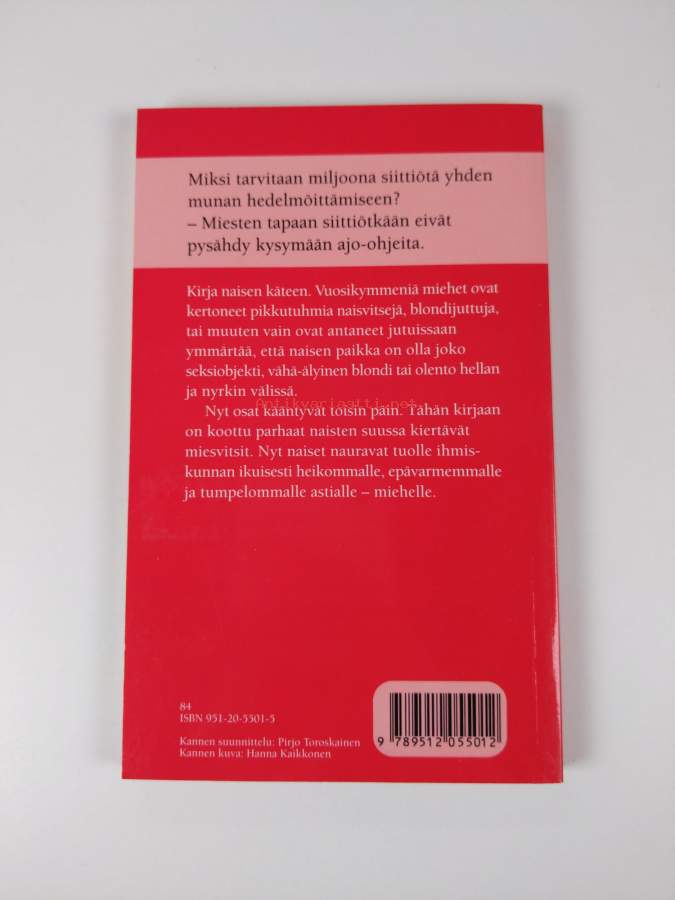 Miksi tarvitaan miljoona siittiötä yhden
munan hedelmöittämiseen?
– Miesten tapaan siittiötkään eivät
pysähdy kysymään ajo-ohjeita.
Kirja naisen käteen. Vuosikymmeniä miehet ovat
kertoneet pikkutuhmia naisvitsejä, blondijuttuja,
tai muuten vain ovat antaneet jutuissaan
ymmärtää, että naisen paikka on olla joko
seksiobjekti, vähä-älyinen blondi tai olento hellan
ja nyrkin välissä.
Antikvariaatti.net
Nyt osat kääntyvät toisin päin. Tähän kirjaan
on koottu parhaat naisten suussa kiertävät
miesvitsit. Nyt naiset nauravat tuolle ihmis-
kunnan ikuisesti heikommalle, epävarmemmalle
ja tumpelommalle astialle – miehelle.
84
ISBN 951-20-5501-5
Kannen suunnittelu: Pirjo Toroskainen
Kannen kuva: Hanna Kaikkonen
9 789512 055012